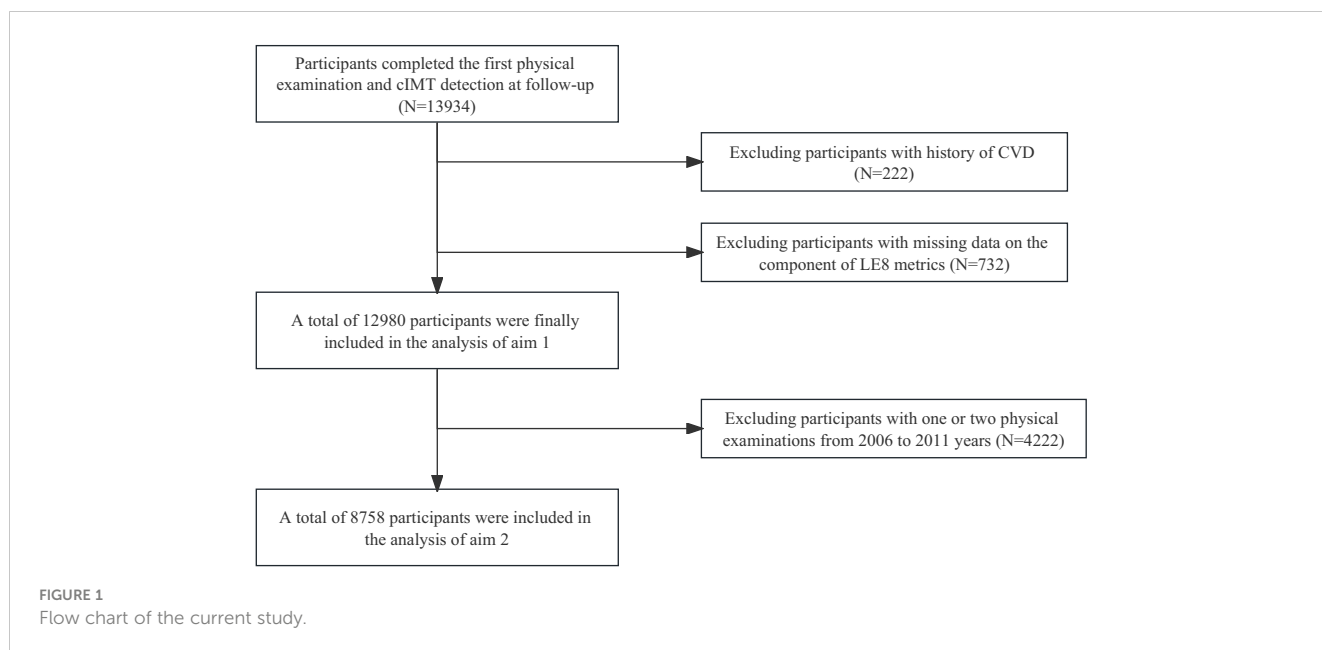 Participants completed the first physical
examination and cIMT detection at follow-up
(N=13934)
Excluding participants with history of CVD
(N=222)
Excluding participants with missing data on the
component of LE8 metrics (N=732)
A total of 12980 participants were finally
included in the analysis of aim 1
Excluding participants with one or two physical
examinations from 2006 to 2011 years (N=4222)
A total of 8758 participants were included in
the analysis of aim 2
FIGURE 1
Flow chart of the current study.